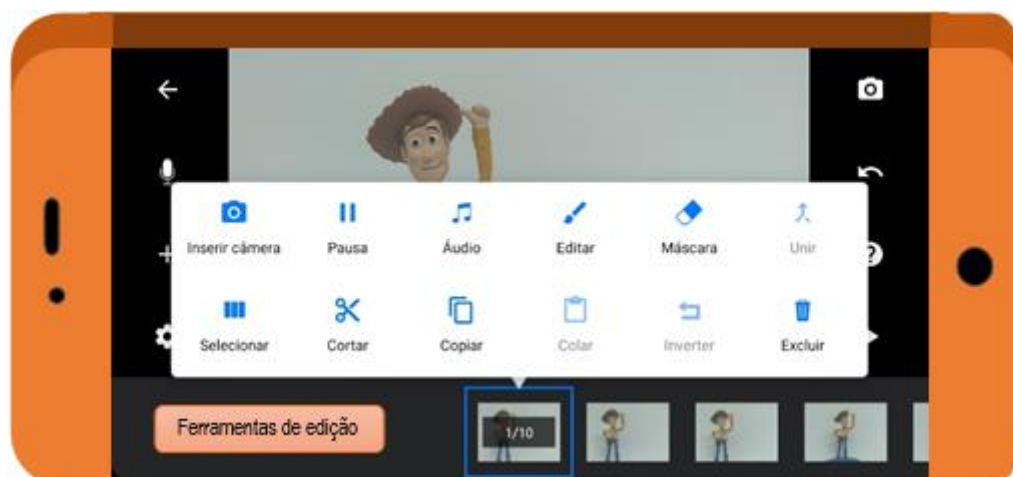 Inserir câmera Pausa Áudio Editar Máscara Unir
Selecionar Cortar Copiar Colar Inverter Excluir
Ferramentas de edição
1/10